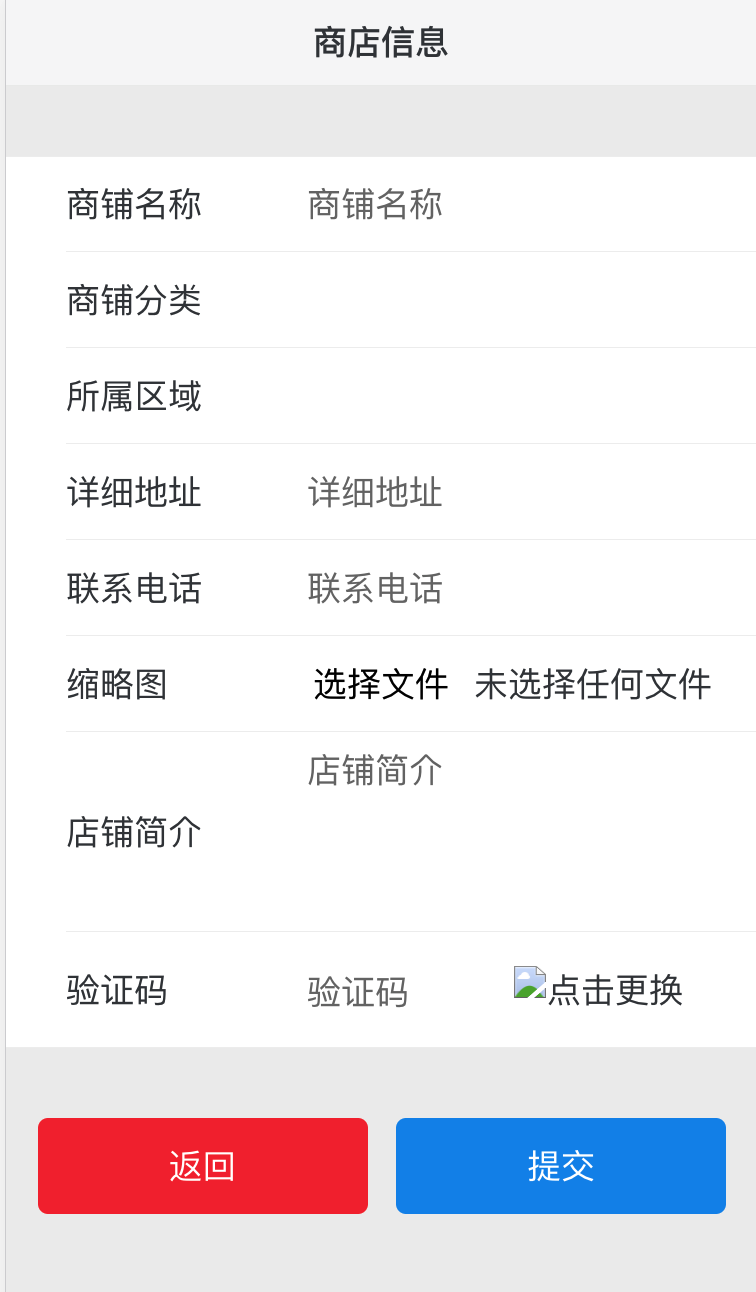 商店信息
商铺名称 商铺名称
商铺分类
所属区域
详细地址 详细地址
联系电话 联系电话
缩略图 选择文件 未选择任何文件
店铺简介
店铺简介
验证码 验证码 点击更换
返回 提交